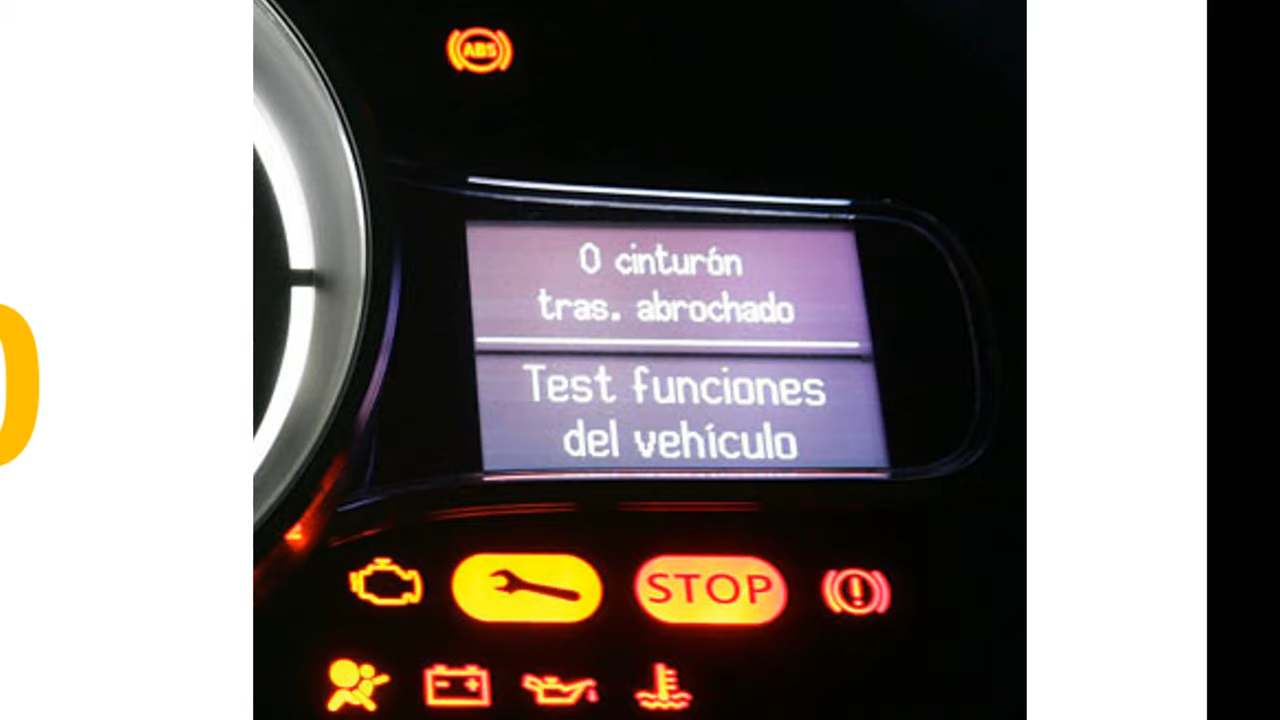 ABS
0 cinturón
tras. abrochado
Test funciones
del vehículo
STOP